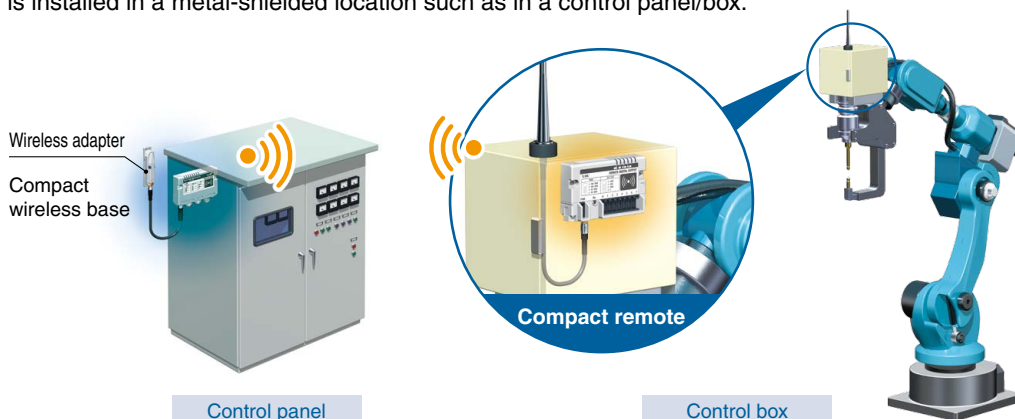 is installed in a metal-shielded location such as in a control panel/box.
Wireless adapter
Compact
wireless base
Compact remote
Control panel
Control box